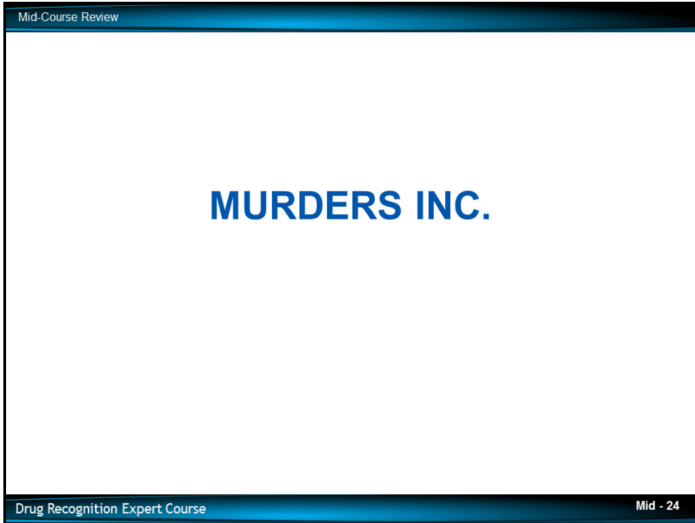 Mid-Course Review
MURDERS INC.
Drug Recognition Expert Course
Mid - 24